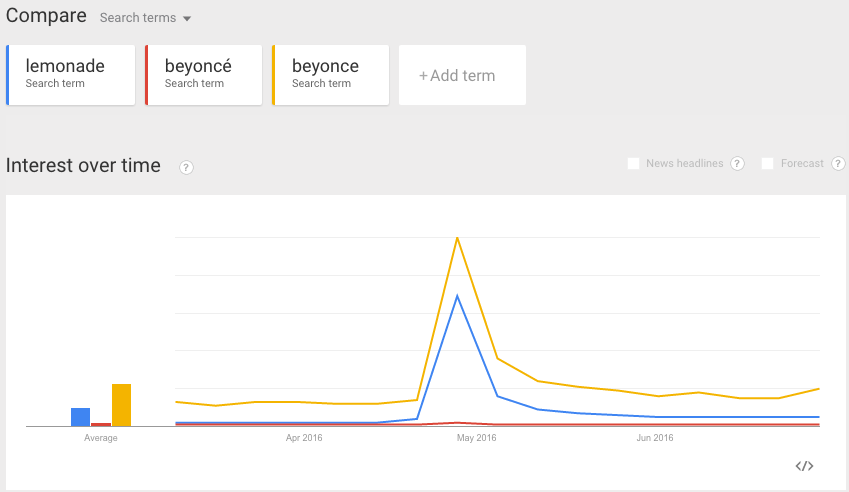 Compare Search terms
lemonade
Search term
beyoncé
Search term
beyonce
Search term
+Add term
Interest over time ?
News headlines ? Forecast ?
Average Apr 2016 May 2016 Jun 2016
</>